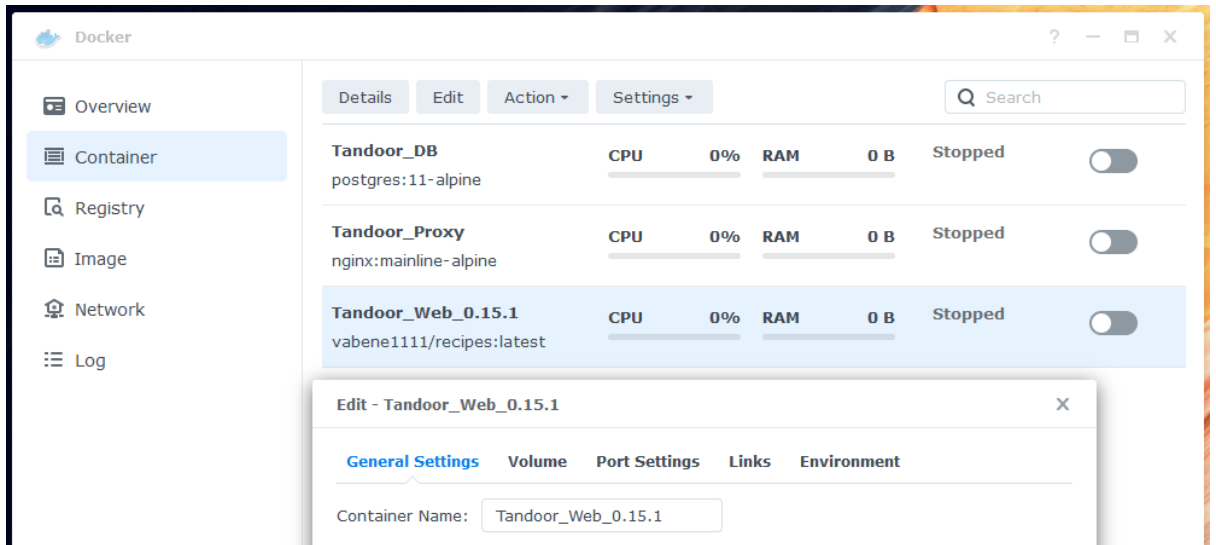 Docker
?
Overview
Container
Registry
Image
Network
Log
Details Edit Action Settings Search
Tandoor_DB CPU 0% RAM 0 B Stopped
postgres:11-alpine
Tandoor_Proxy CPU 0% RAM 0 B Stopped
nginx:mainline-alpine
Tandoor_Web_0.15.1 CPU 0% RAM 0 B Stopped
vabene1111/recipes:latest
Edit - Tandoor_Web_0.15.1
General Settings Volume Port Settings Links Environment
Container Name: Tandoor_Web_0.15.1